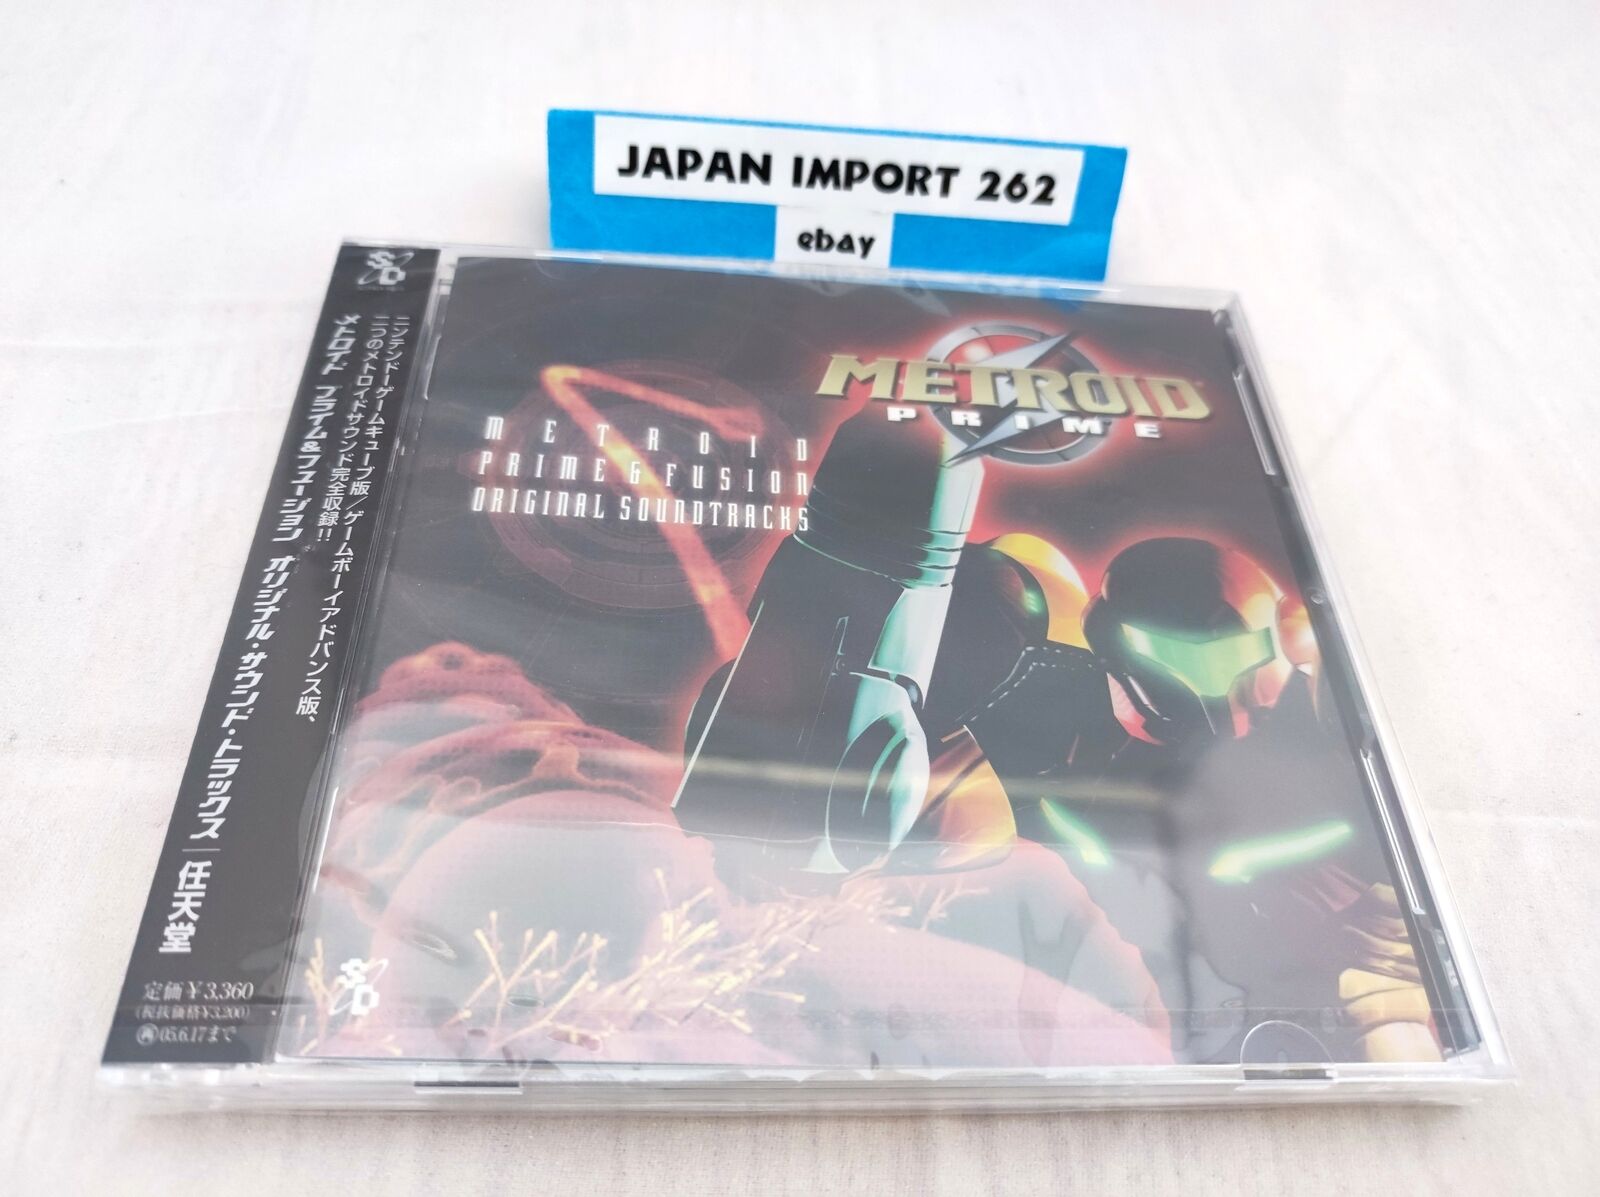 JAPAN IMPORT 262
ebay
METROID
PRIME
METROID
PRIME & FUSION
ORIGINAL SOUNDTRACKS
SD
ニンテンドーゲームキューブ版/ゲームボーイアドバンス版、
二つのメトロイドサウンド完全収録!!
メトロイド プライム&フュージョン オリジナル・サウンド・トラックス
任天堂
定価¥3,360
(税抜価格¥3,200)
再05.6.17まで
SD